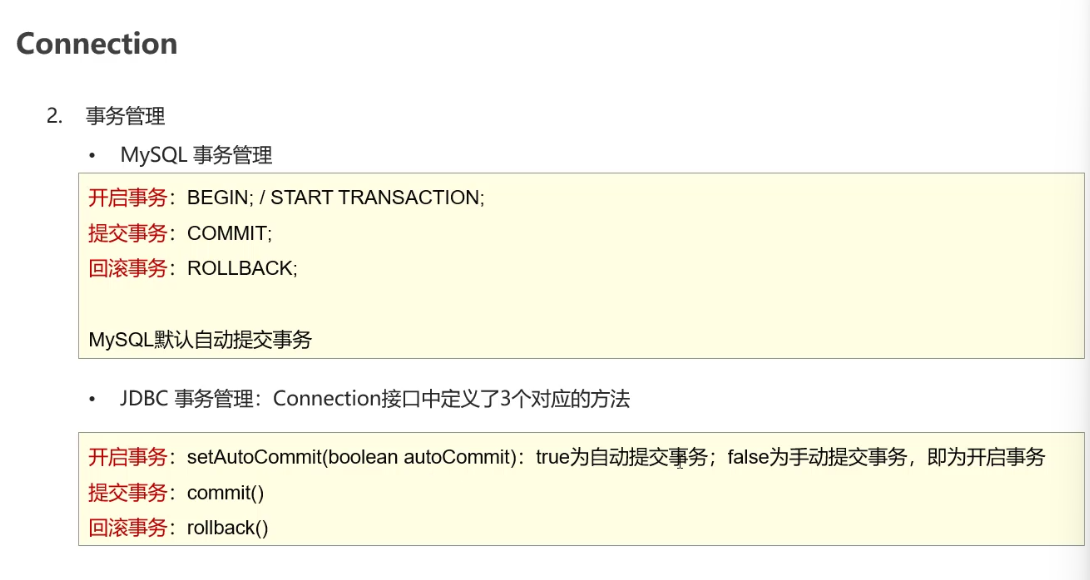 Connection
2. 事务管理
• MySQL 事务管理
开启事务：BEGIN; / START TRANSACTION;
提交事务：COMMIT;
回滚事务：ROLLBACK;
MySQL默认自动提交事务
• JDBC 事务管理：Connection接口中定义了3个对应的方法
开启事务：setAutoCommit(boolean autoCommit)：true为自动提交事务；false为手动提交事务，即为开启事务
提交事务：commit()
回滚事务：rollback()